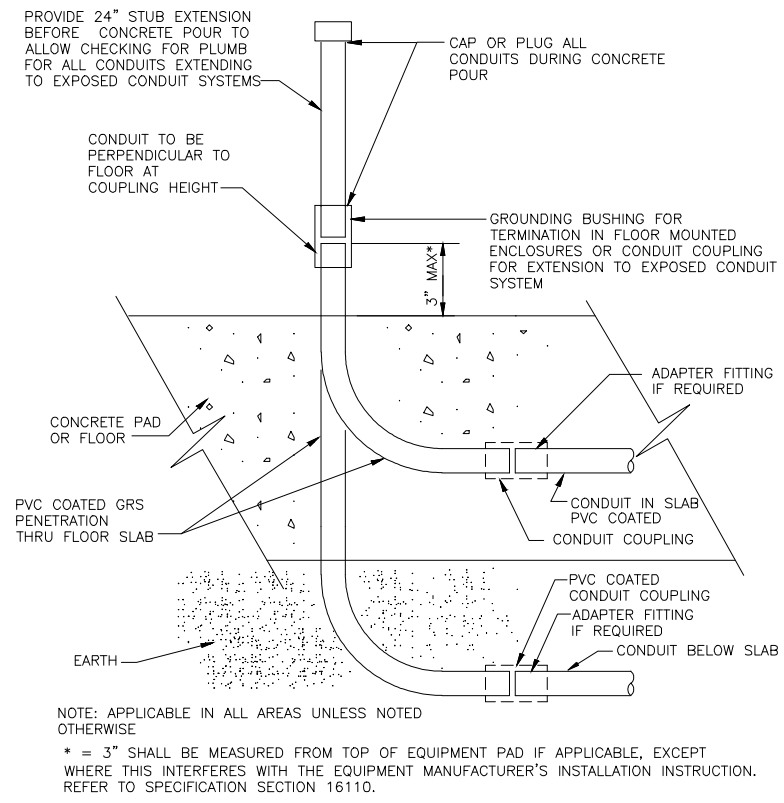 PROVIDE 24" STUB EXTENSION
BEFORE CONCRETE POUR TO
ALLOW CHECKING FOR PLUMB
FOR ALL CONDUITS EXTENDING
TO EXPOSED CONDUIT SYSTEMS
CAP OR PLUG ALL
CONDUITS DURING CONCRETE
POUR
CONDUIT TO BE
PERPENDICULAR TO
FLOOR AT
COUPLING HEIGHT
GROUNDING BUSHING FOR
TERMINATION IN FLOOR MOUNTED
ENCLOSURES OR CONDUIT COUPLING
FOR EXTENSION TO EXPOSED CONDUIT
SYSTEM
3" MAX*
ADAPTER FITTING
IF REQUIRED
CONCRETE PAD
OR FLOOR
PVC COATED GRS
PENETRATION
THRU FLOOR SLAB
CONDUIT IN SLAB
PVC COATED
CONDUIT COUPLING
PVC COATED
CONDUIT COUPLING
ADAPTER FITTING
IF REQUIRED
CONDUIT BELOW SLAB
EARTH
NOTE: APPLICABLE IN ALL AREAS UNLESS NOTED
OTHERWISE
* = 3" SHALL BE MEASURED FROM TOP OF EQUIPMENT PAD IF APPLICABLE, EXCEPT
WHERE THIS INTERFERES WITH THE EQUIPMENT MANUFACTURER'S INSTALLATION INSTRUCTION.
REFER TO SPECIFICATION SECTION 16110.